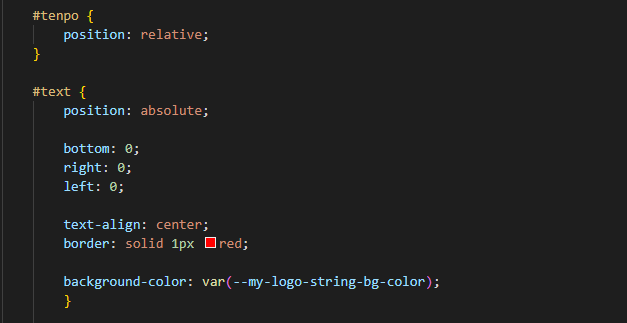 #tenpo {
position: relative;
}
#text {
position: absolute;
bottom: 0;
right: 0;
left: 0;
text-align: center;
border: solid 1px red;
background-color: var(--my-logo-string-bg-color);
}